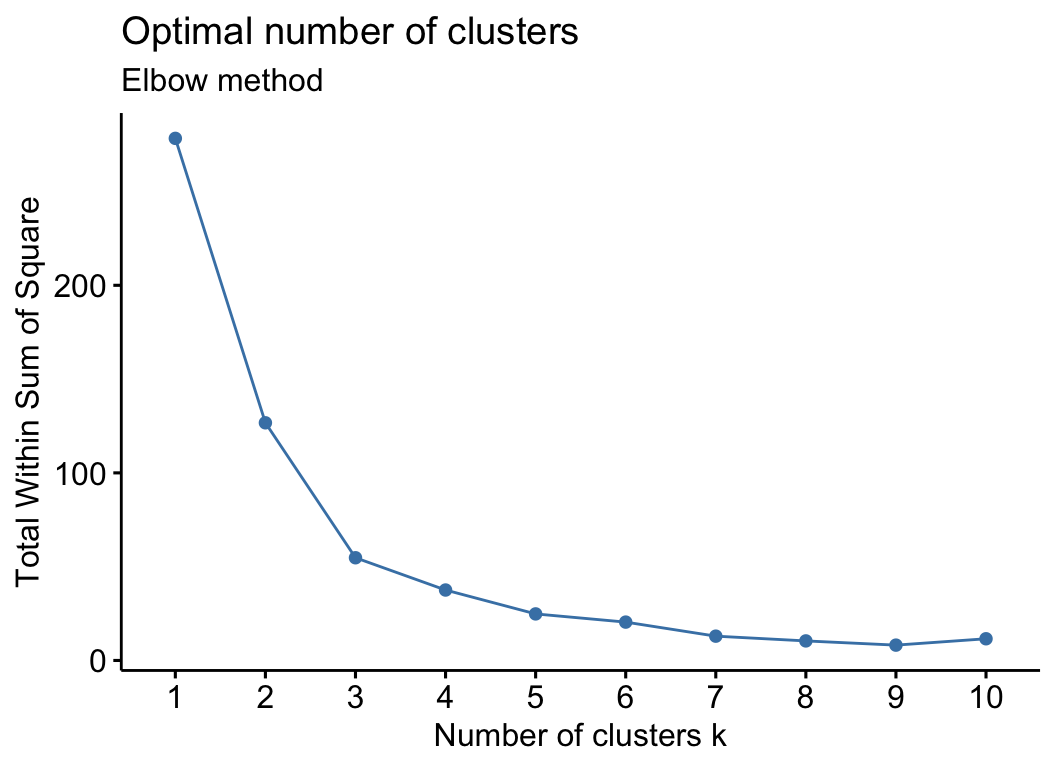 Optimal number of clusters
Elbow method
Total Within Sum of Square
200
100
0
1 2 3 4 5 6 7 8 9 10
Number of clusters k